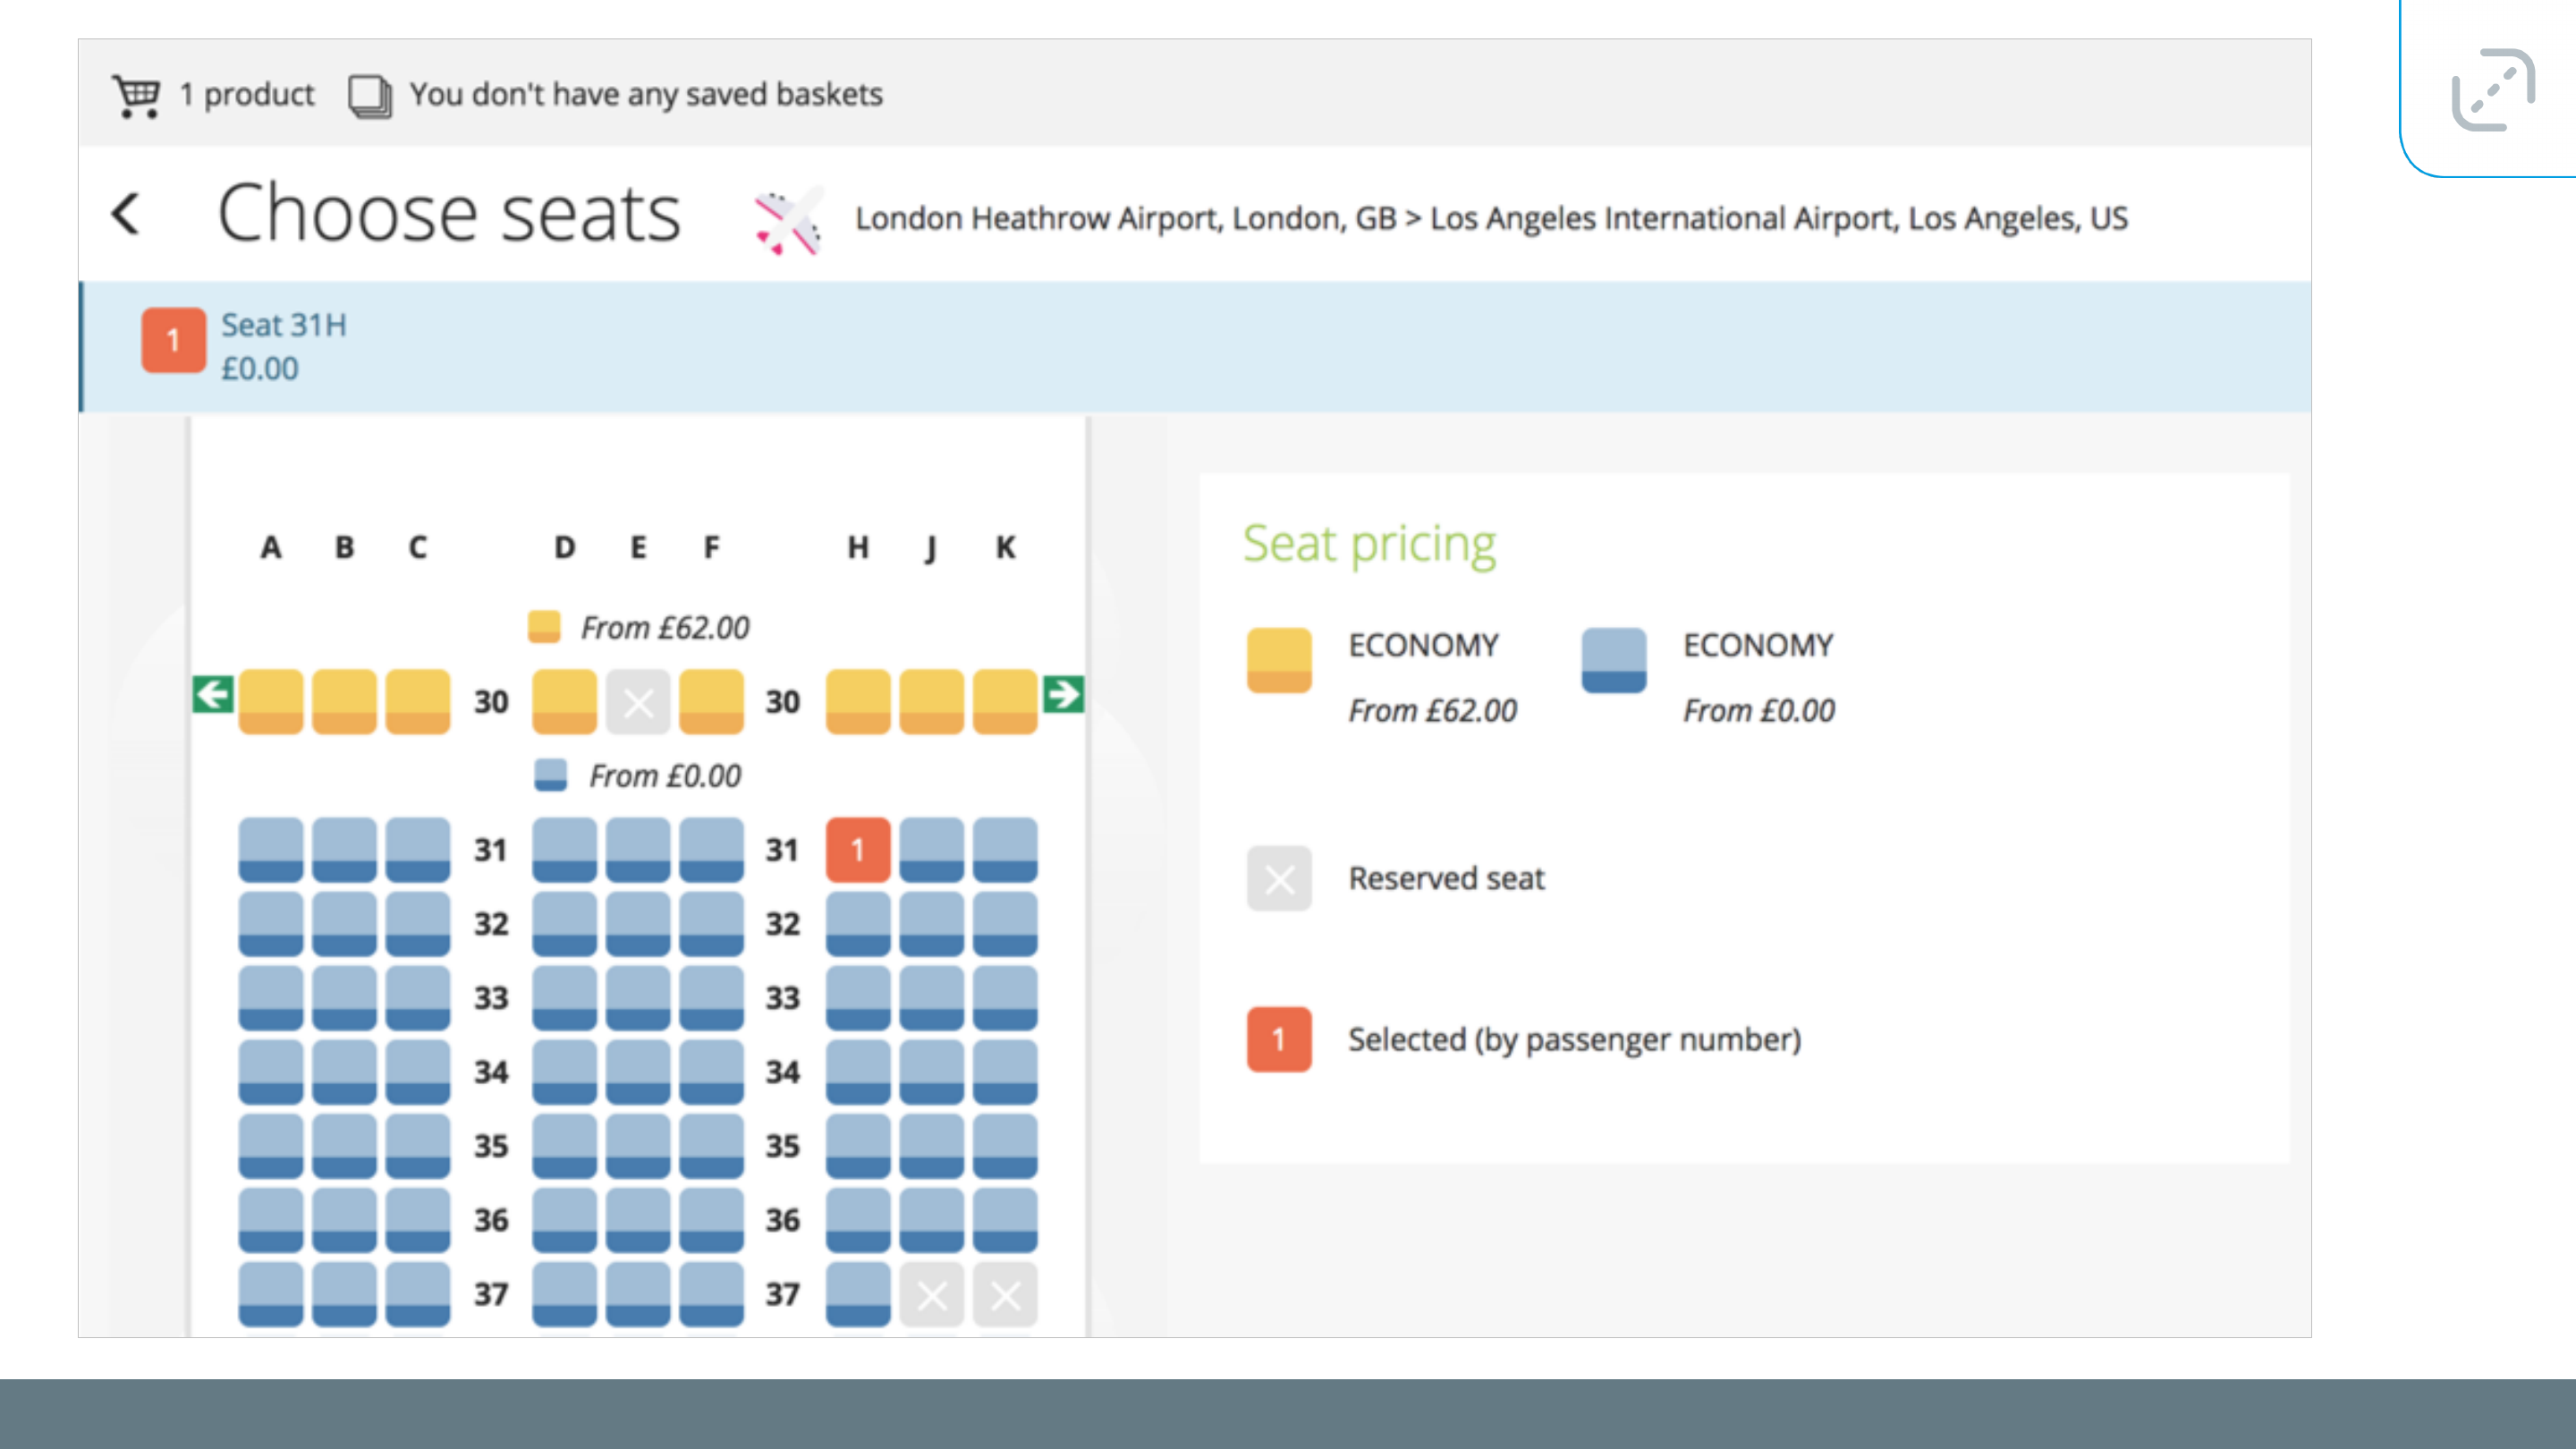 1 product You don't have any saved baskets
Choose seats London Heathrow Airport, London, GB > Los Angeles International Airport, Los Angeles, US
1 Seat 31H
£0.00
A B C D E F H J K
From £62.00
30 30
From £0.00
31 31 1
32 32
33 33
34 34
35 35
36 36
37 37
Seat pricing
ECONOMY ECONOMY
From £62.00 From £0.00
Reserved seat
1 Selected (by passenger number)